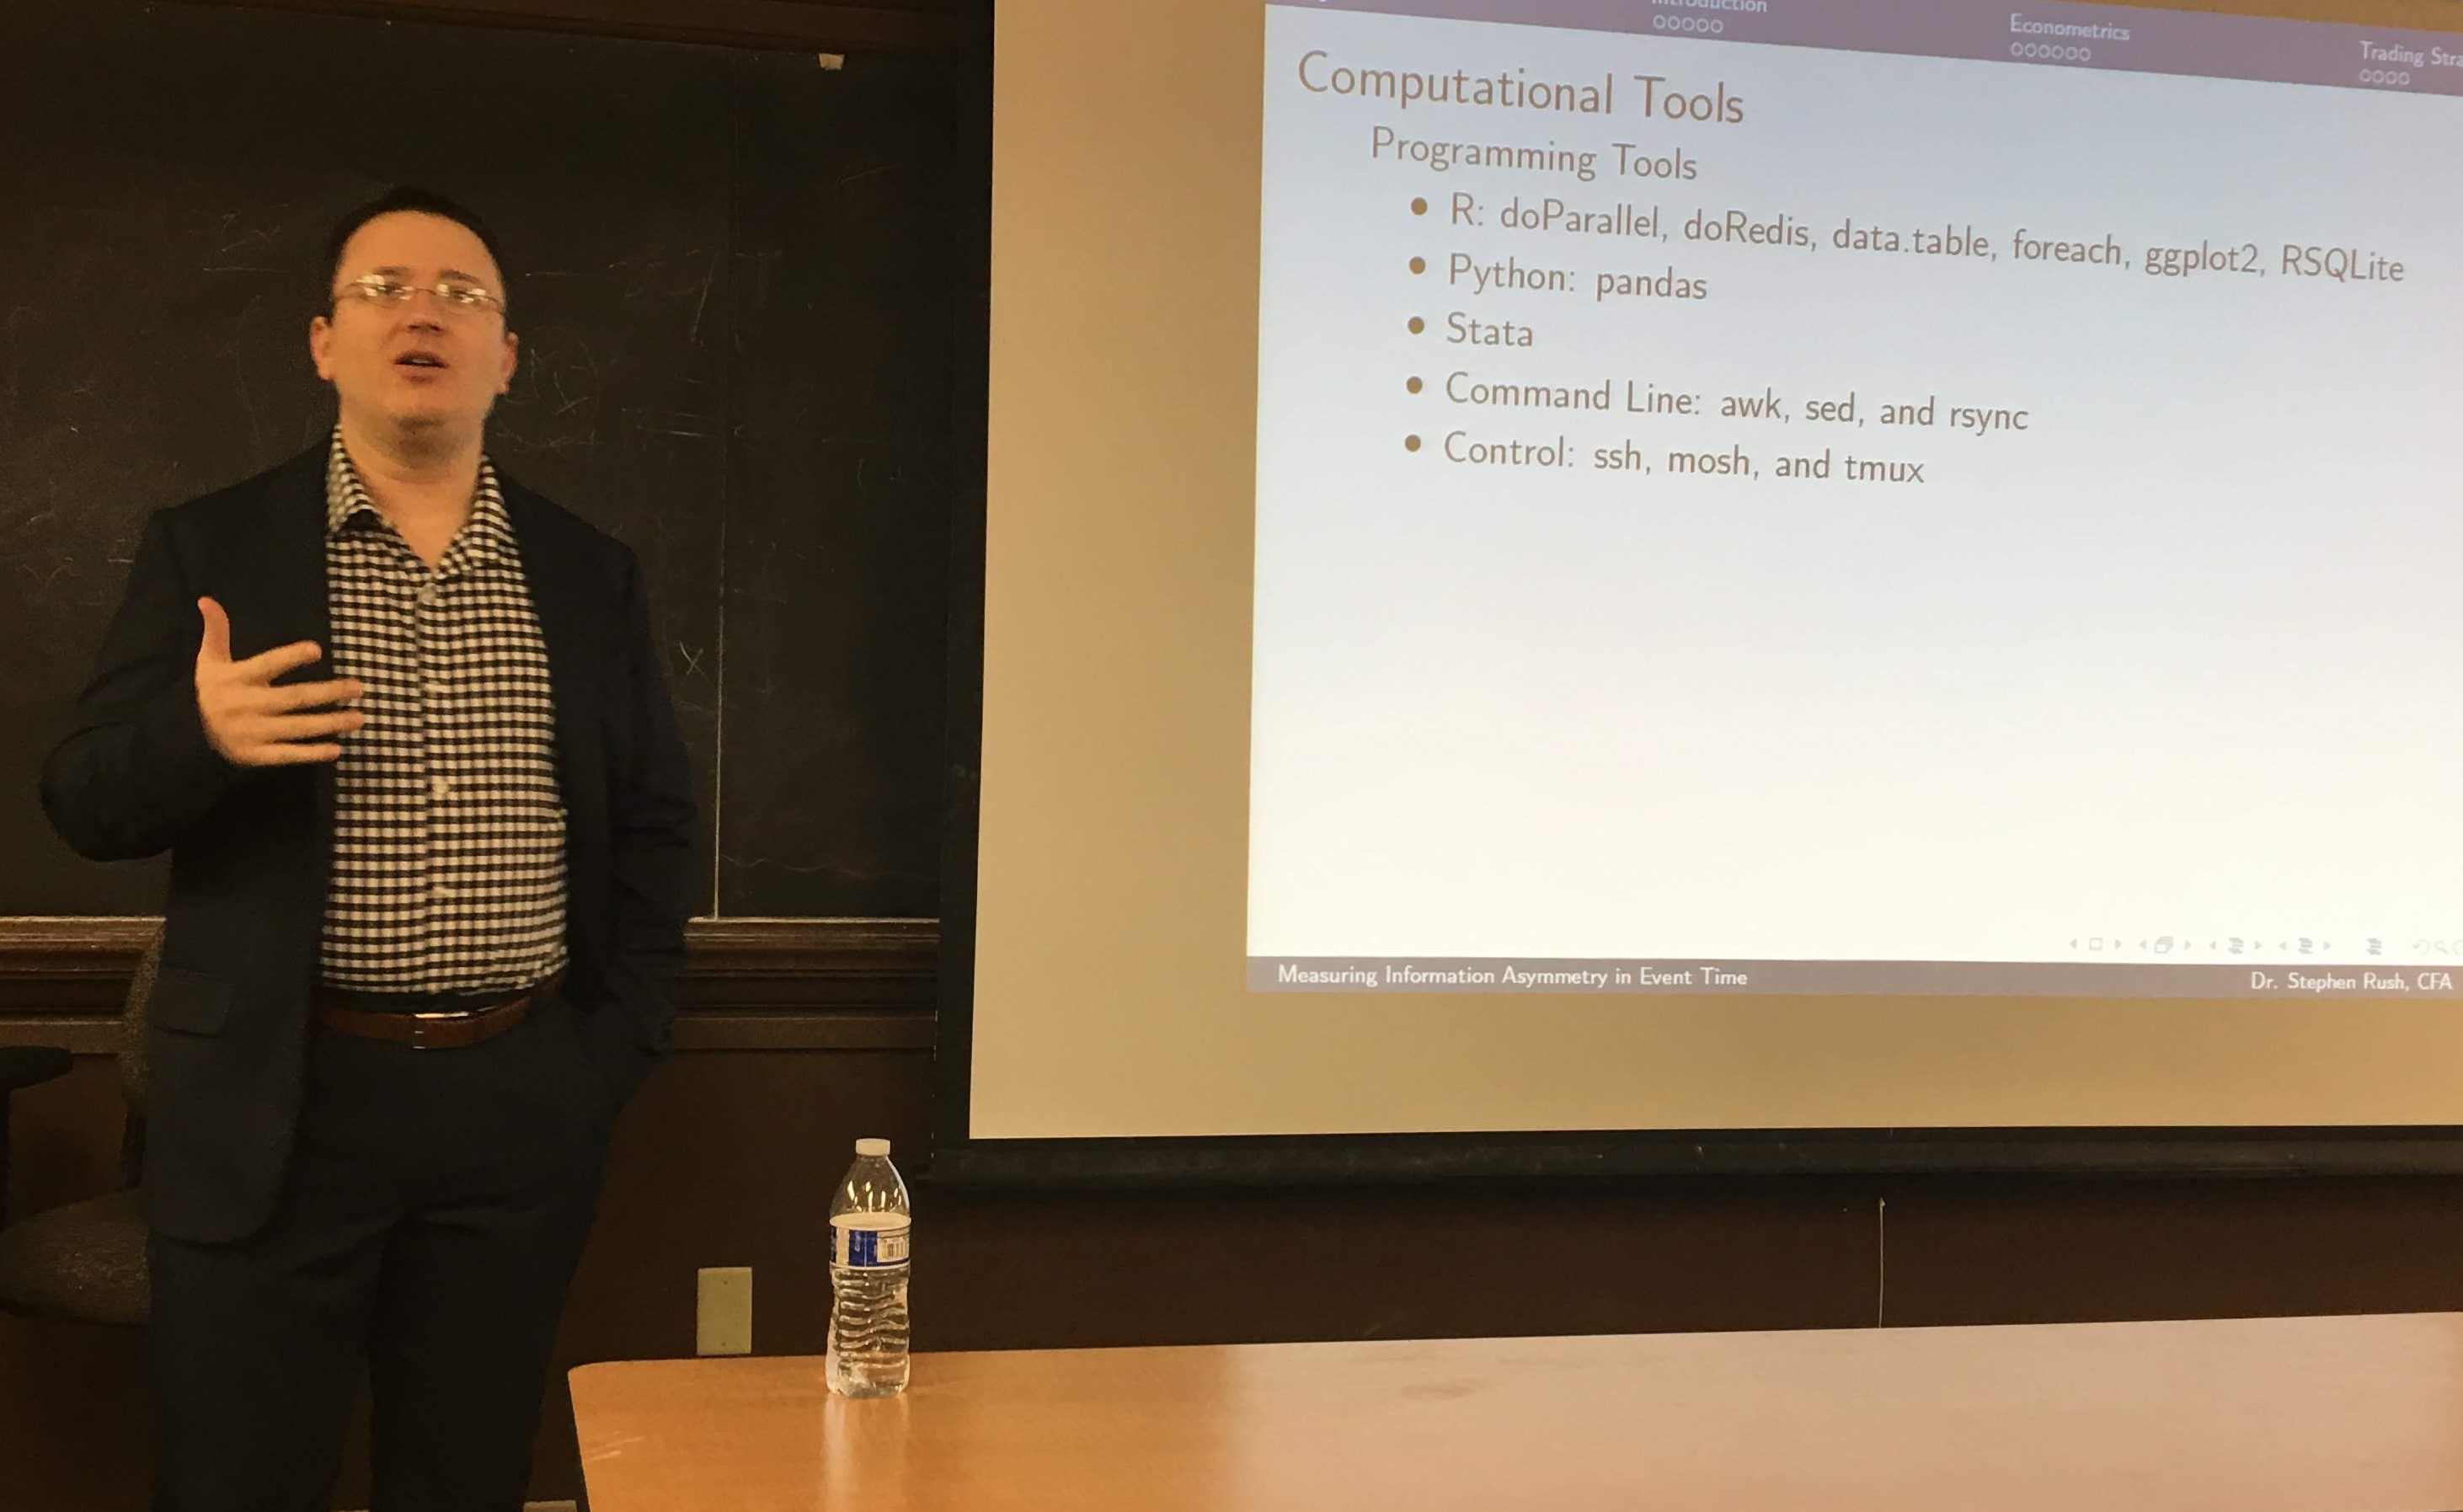 Econometrics
Trading Stra
Computational Tools
Programming Tools
• R: doParallel, doRedis, data.table, foreach, ggplot2, RSQLite
• Python: pandas
• Stata
• Command Line: awk, sed, and rsync
• Control: ssh, mosh, and tmux
Measuring Information Asymmetry in Event Time
Dr. Stephen Rush, CFA
X